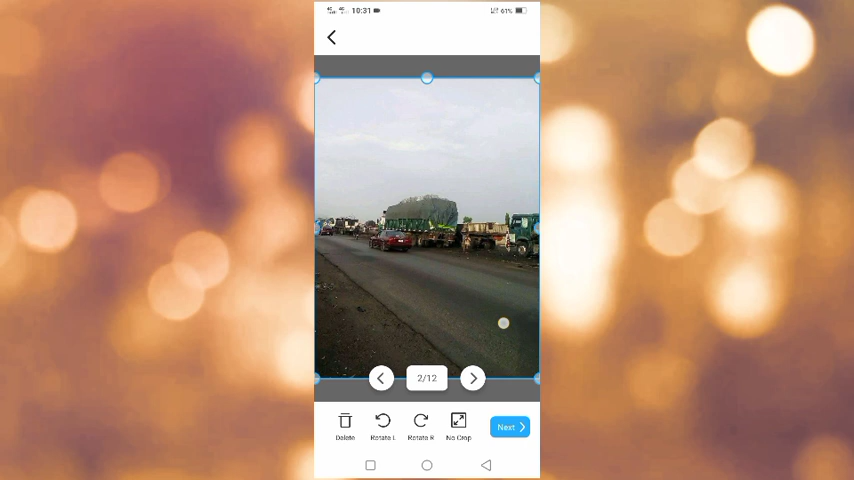 10:31
61%
2/12
Delete
Rotate L
Rotate R
No Crop
Next